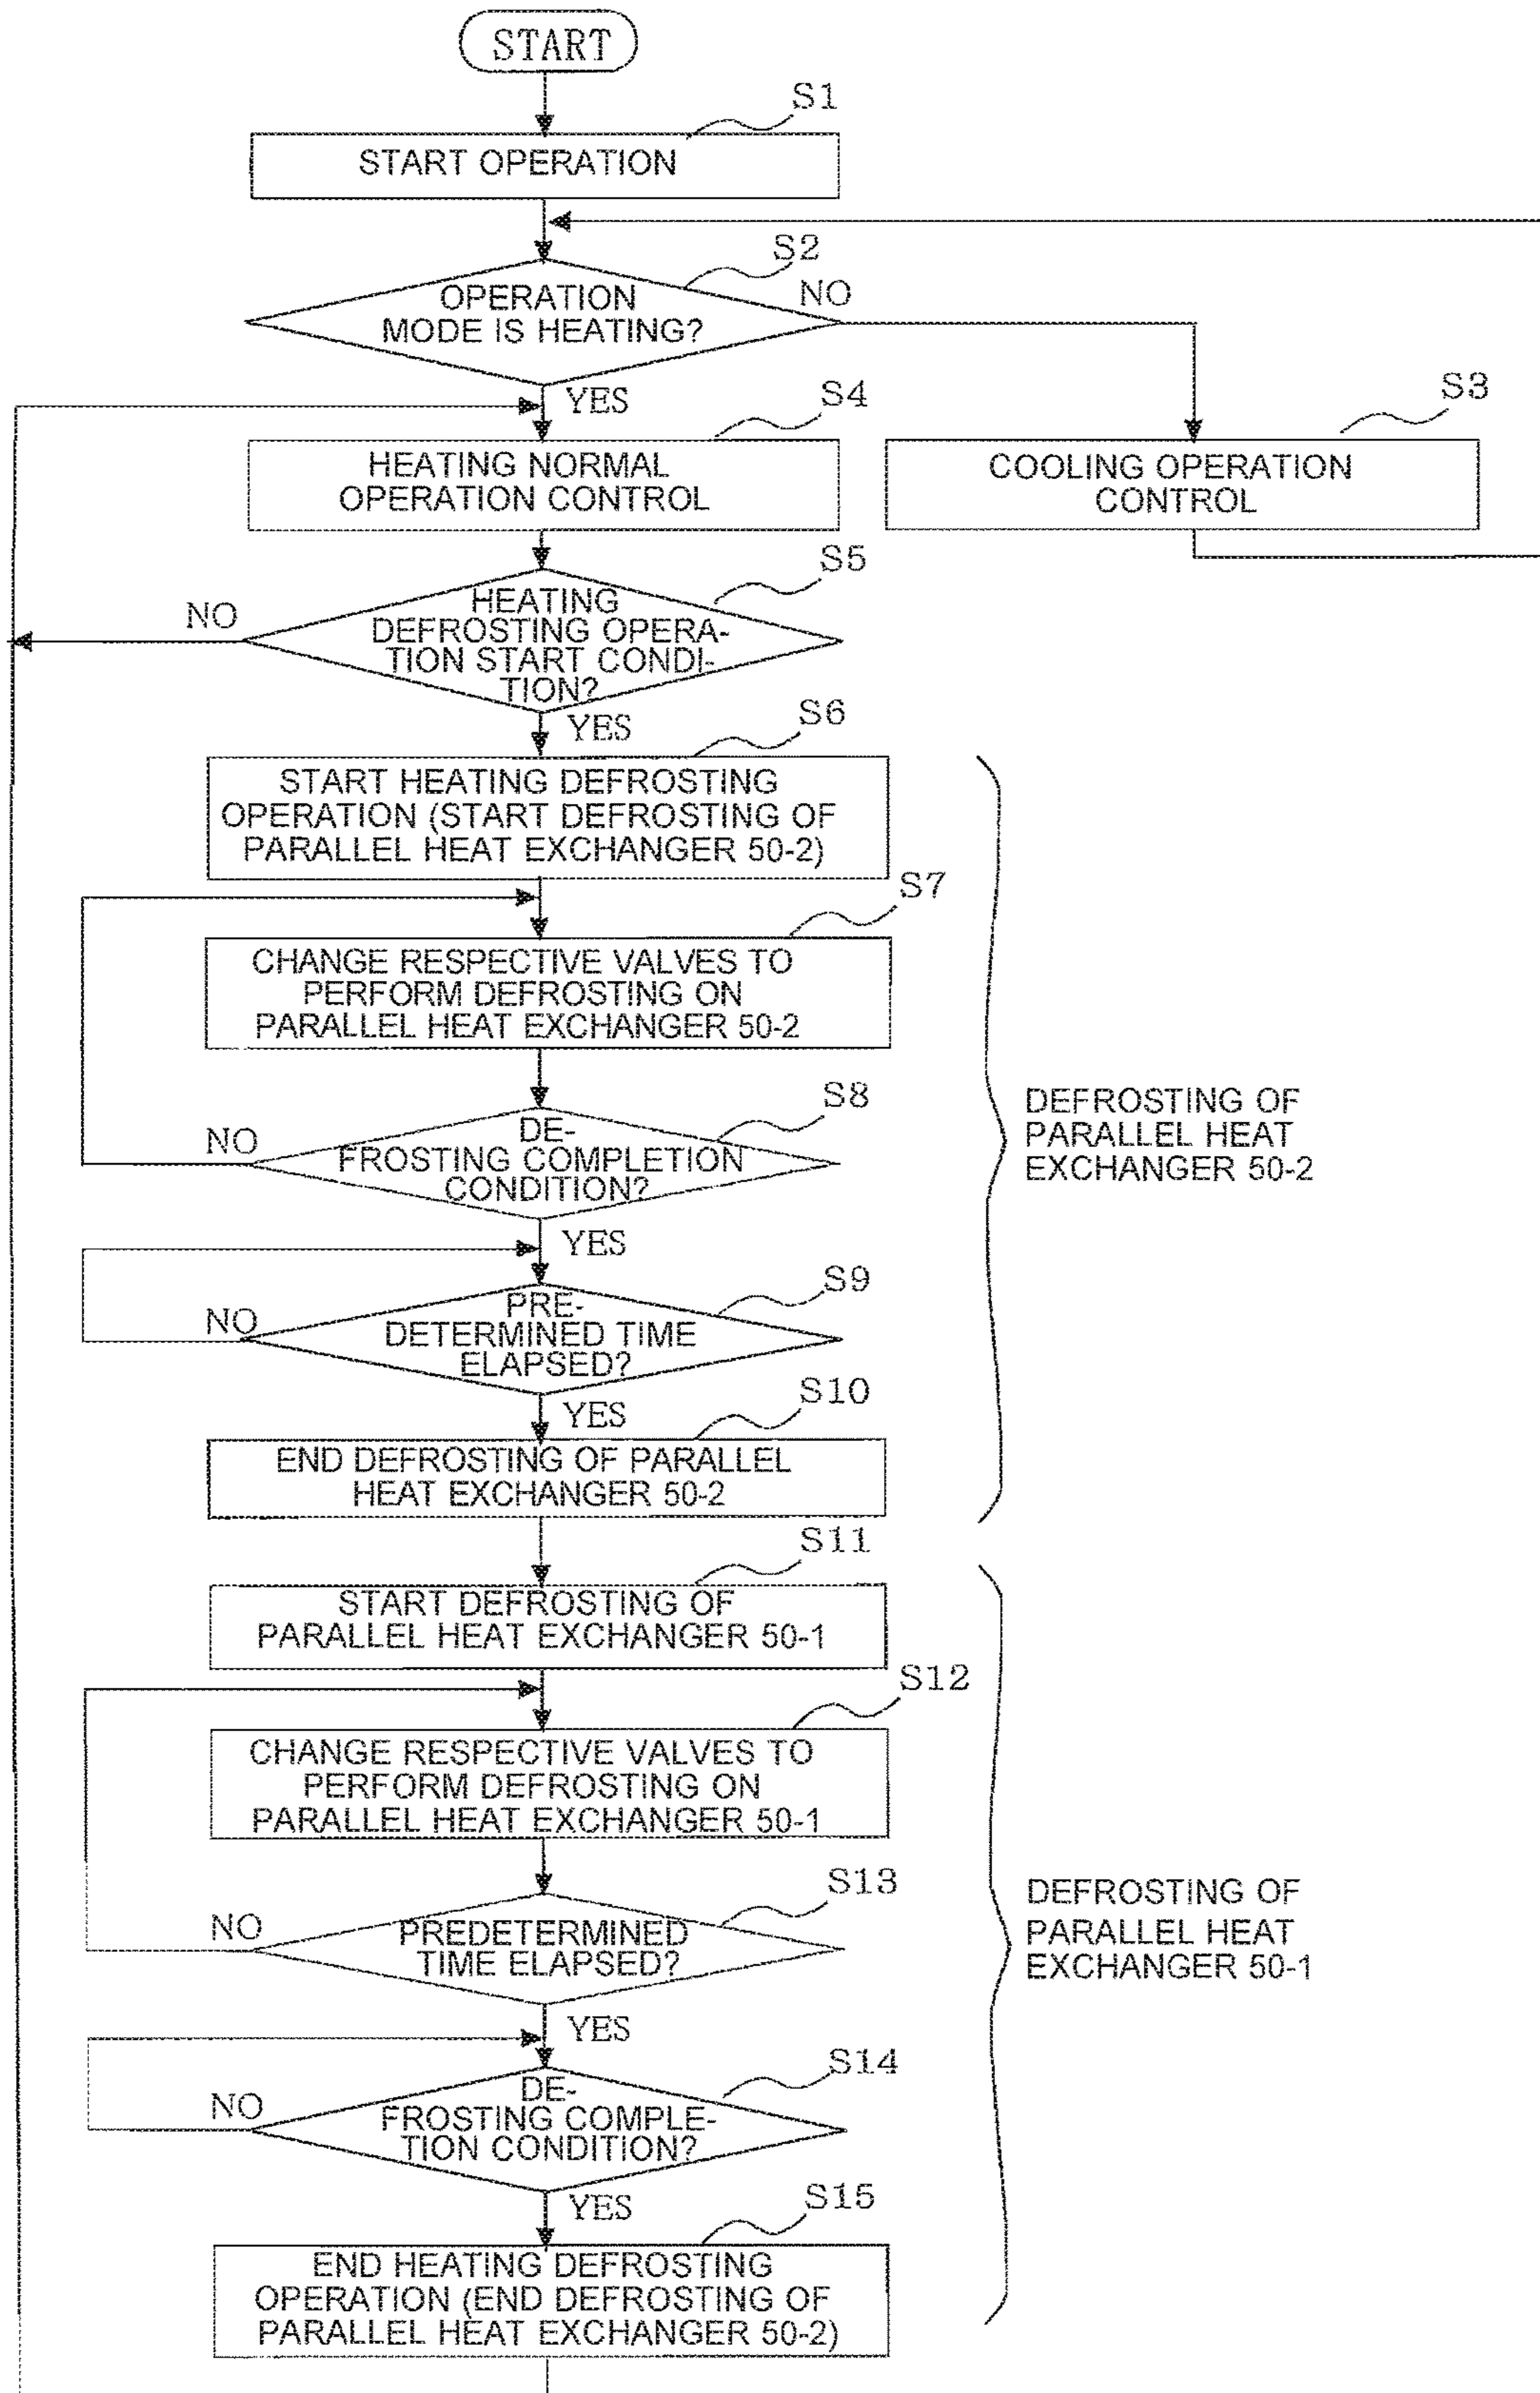 START
S1
START OPERATION
S2
OPERATION
MODE IS HEATING?
NO
YES
S4
HEATING NORMAL
OPERATION CONTROL
S3
COOLING OPERATION
CONTROL
S5
HEATING
DEFROSTING OPERA-
TION START CONDI-
TION?
NO
YES
S6
START HEATING DEFROSTING
OPERATION (START DEFROSTING OF
PARALLEL HEAT EXCHANGER 50-2)
S7
CHANGE RESPECTIVE VALVES TO
PERFORM DEFROSTING ON
PARALLEL HEAT EXCHANGER 50-2
S8
DE-
FROSTING COMPLETION
CONDITION?
NO
YES
DEFROSTING OF
PARALLEL HEAT
EXCHANGER 50-2
S9
PRE-
DETERMINED TIME
ELAPSED?
NO
YES
S10
END DEFROSTING OF PARALLEL
HEAT EXCHANGER 50-2
S11
START DEFROSTING OF
PARALLEL HEAT EXCHANGER 50-1
S12
CHANGE RESPECTIVE VALVES TO
PERFORM DEFROSTING ON
PARALLEL HEAT EXCHANGER 50-1
S13
PREDETERMINED
TIME ELAPSED?
NO
YES
DEFROSTING OF
PARALLEL HEAT
EXCHANGER 50-1
S14
DE-
FROSTING COMPLE-
TION CONDITION?
NO
YES
S15
END HEATING DEFROSTING
OPERATION (END DEFROSTING OF
PARALLEL HEAT EXCHANGER 50-2)